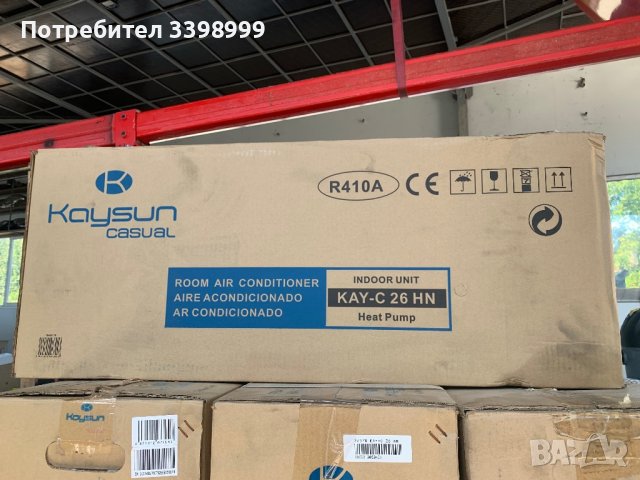 Потребител 3398999
Kaysun
CASUAL
R410A
CE
ROOM AIR CONDITIONER
AIRE ACONDICIONADO
AR CONDICIONADO
INDOOR UNIT
KAY-C 26 HN
Heat Pump
Kaysun
bazar